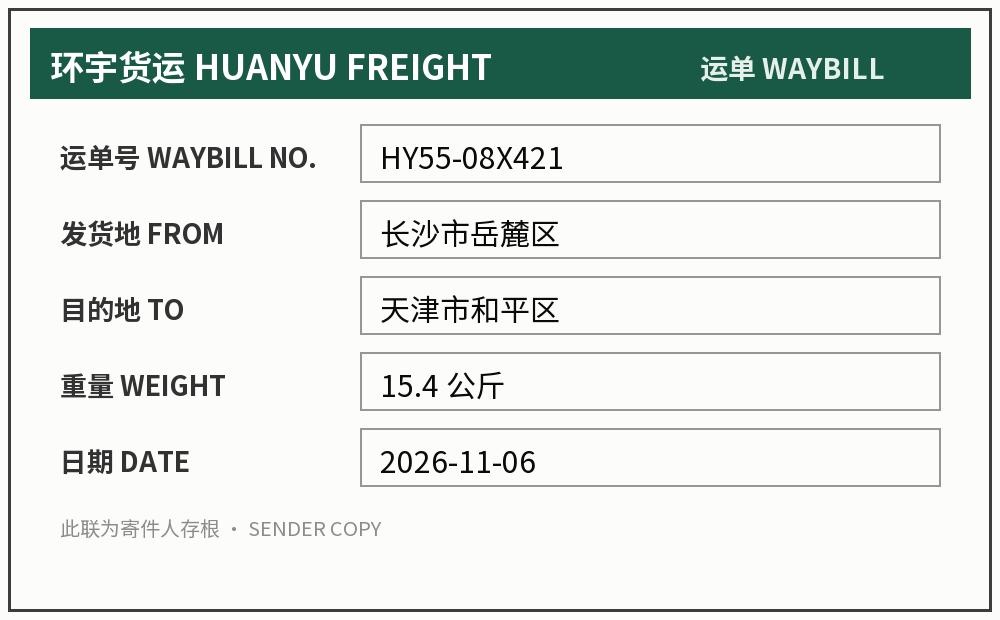 环宇货运 HUANYU FREIGHT 运单 WAYBILL
运单号 WAYBILL NO. HY55-08X421
发货地 FROM 长沙市岳麓区
目的地 TO 天津市和平区
重量 WEIGHT 15.4 公斤
日期 DATE 2026-11-06
此联为寄件人存根 · SENDER COPY